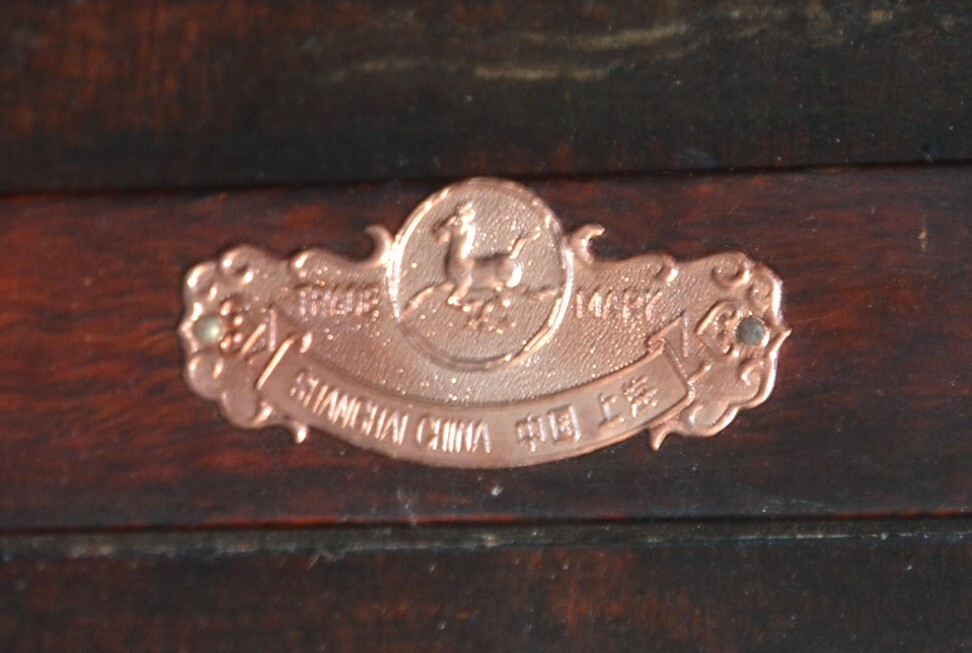 TRADE MARK
SHANGHAI CHINA 中国 上海